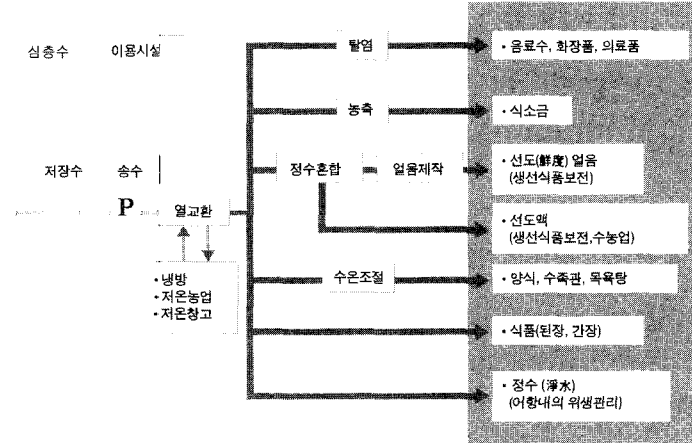 심층수 이용시설
탈염
• 음료수, 화장품, 의료품
농축
• 식소금
저장수 송수
P
열교환
정수혼합
얼음제작
• 선도(鮮度) 얼음
(생선식품보전)
• 선도액
(생선식품보전,수농업)
• 냉방
• 저온농업
• 저온창고
수온조절
• 양식, 수족관, 목욕탕
• 식품(된장, 간장)
• 정수 (淨水)
(어항내의 위생관리)